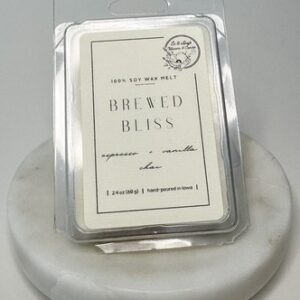 100% SOY WAX MELT
BREWED
BLISS
espresso + vanilla
chai
2.4 oz (68 g) | hand-poured in Iowa